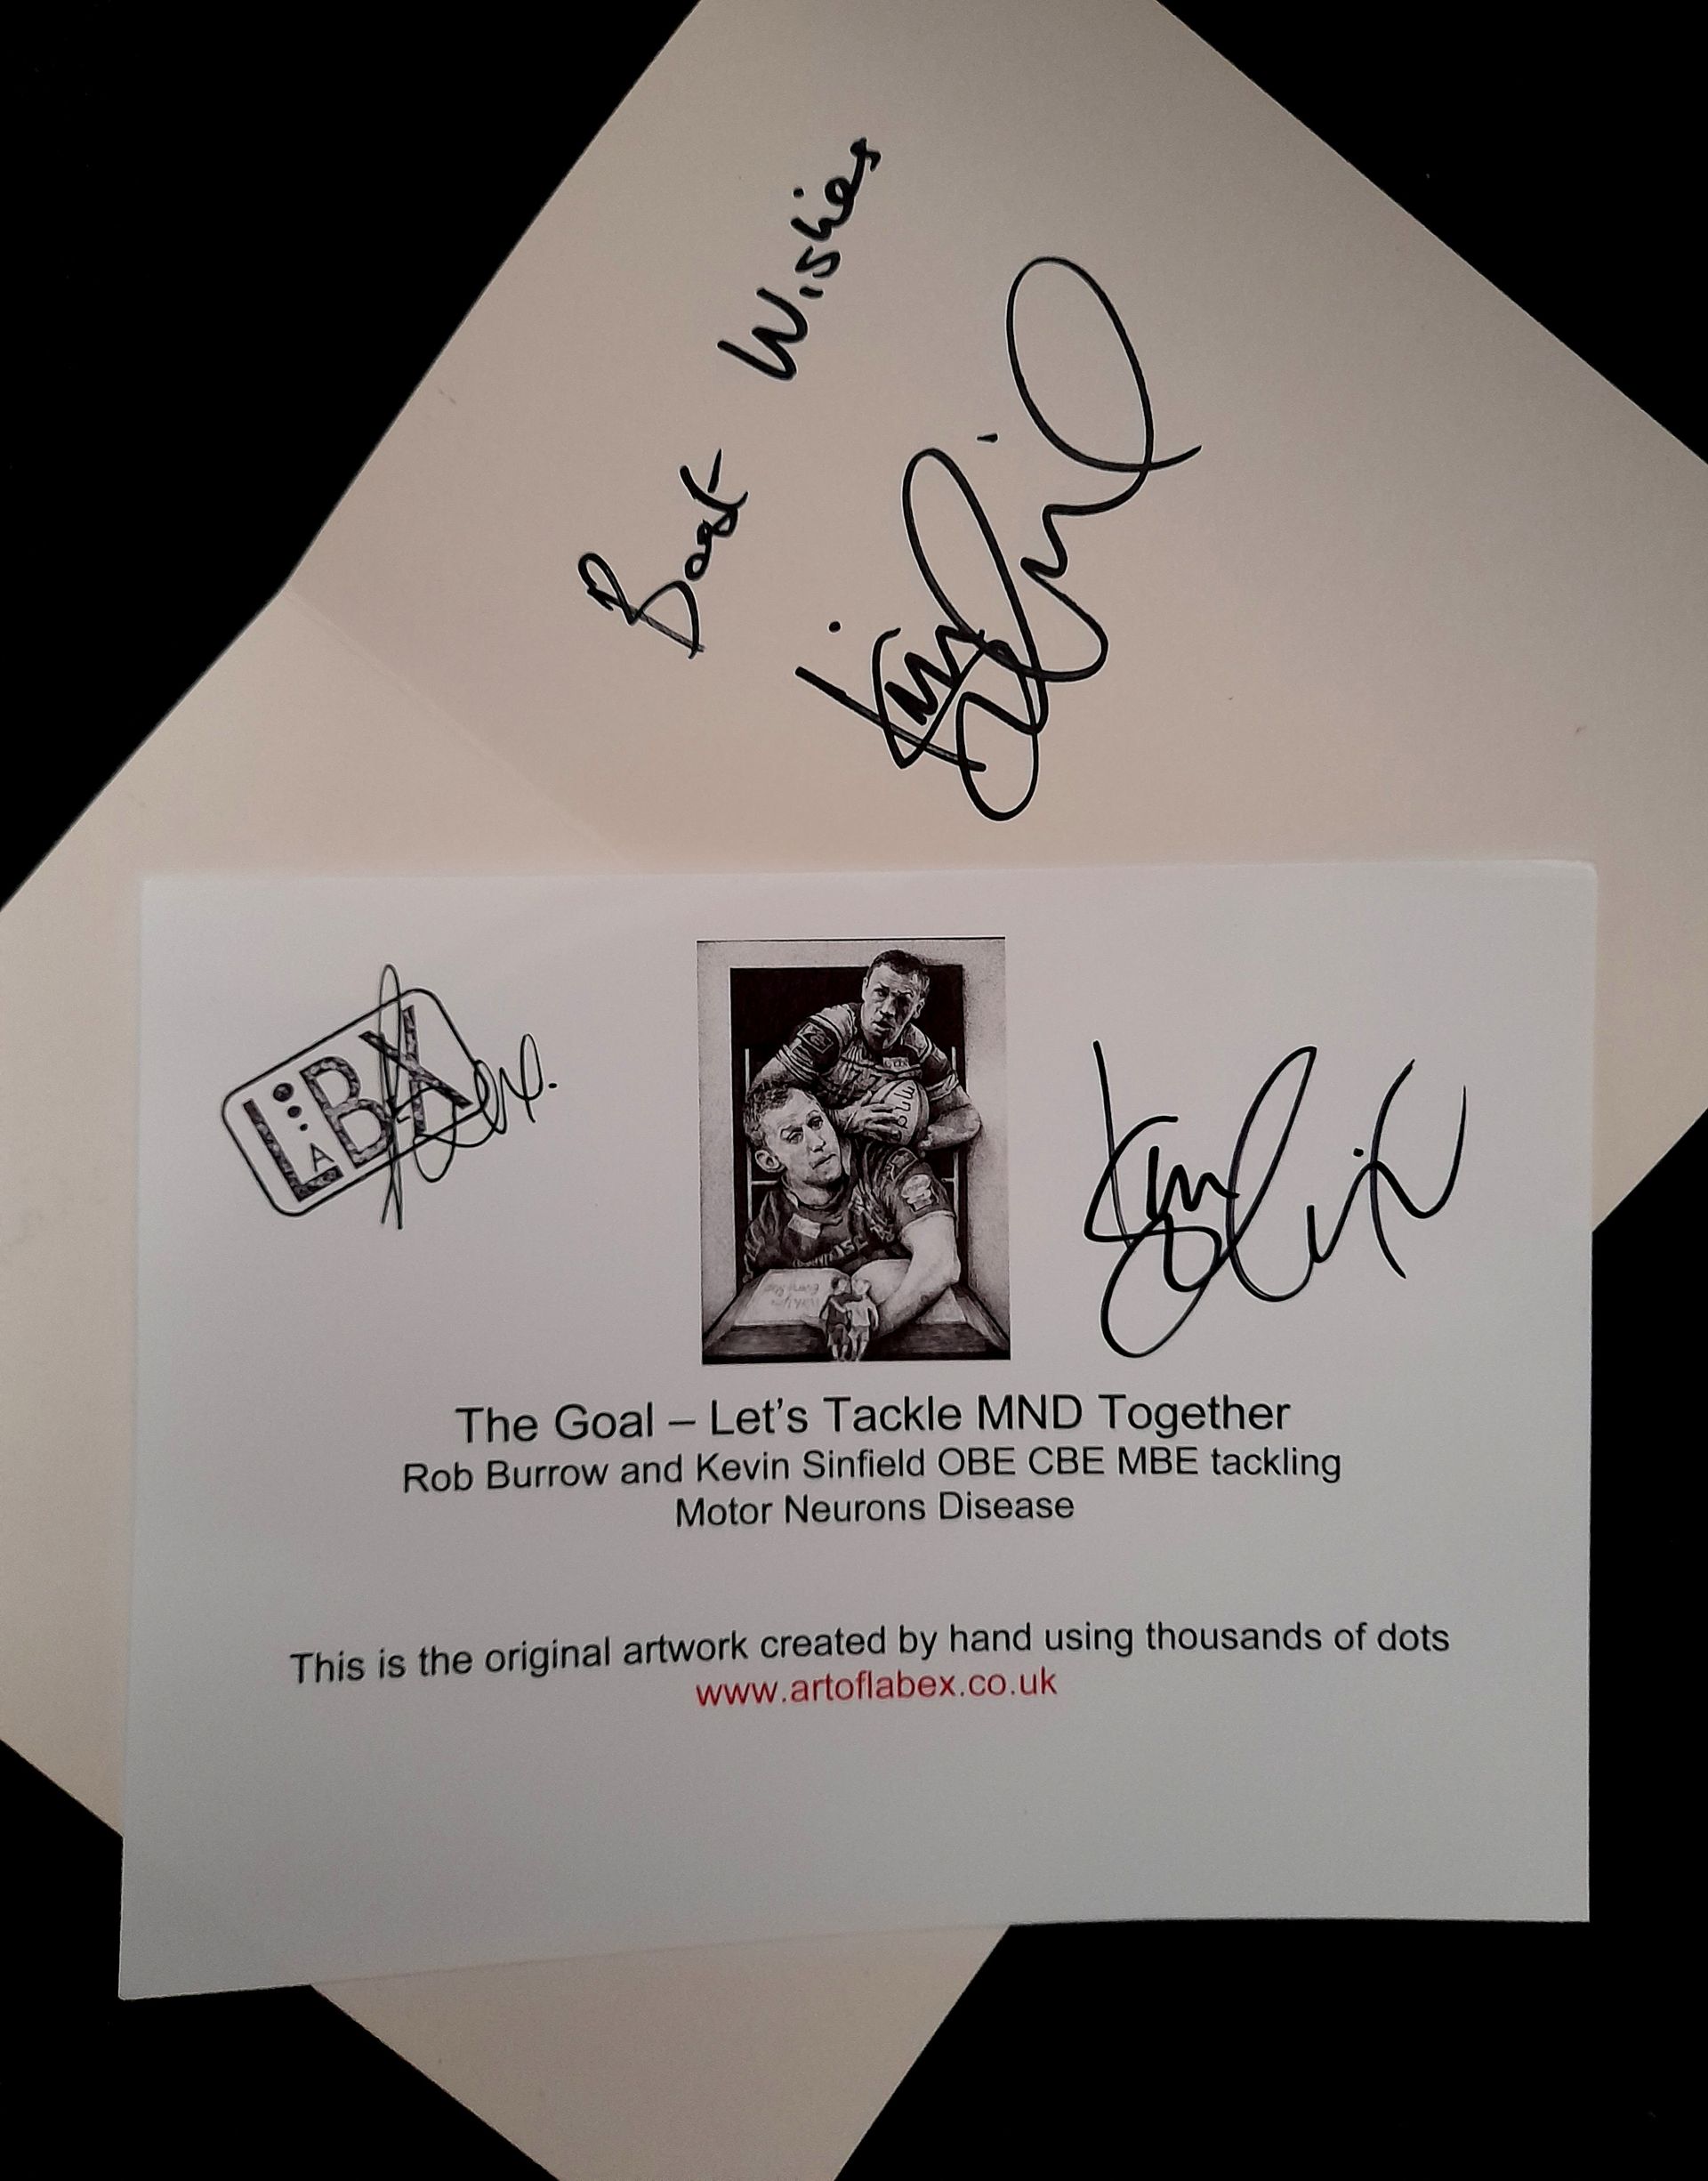 Best Wishes
LABX
The Goal – Let's Tackle MND Together
Rob Burrow and Kevin Sinfield OBE CBE MBE tackling
Motor Neurons Disease
This is the original artwork created by hand using thousands of dots
www.artoflabex.co.uk